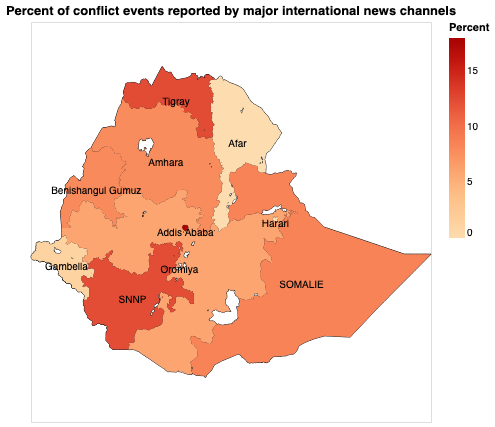 Percent of conflict events reported by major international news channels
Percent
15
10
5
0
Tigray
Afar
Amhara
Benishangul Gumuz
Harari
Addis Ababa
Gambella
Oromiya
SOMALIE
SNNP